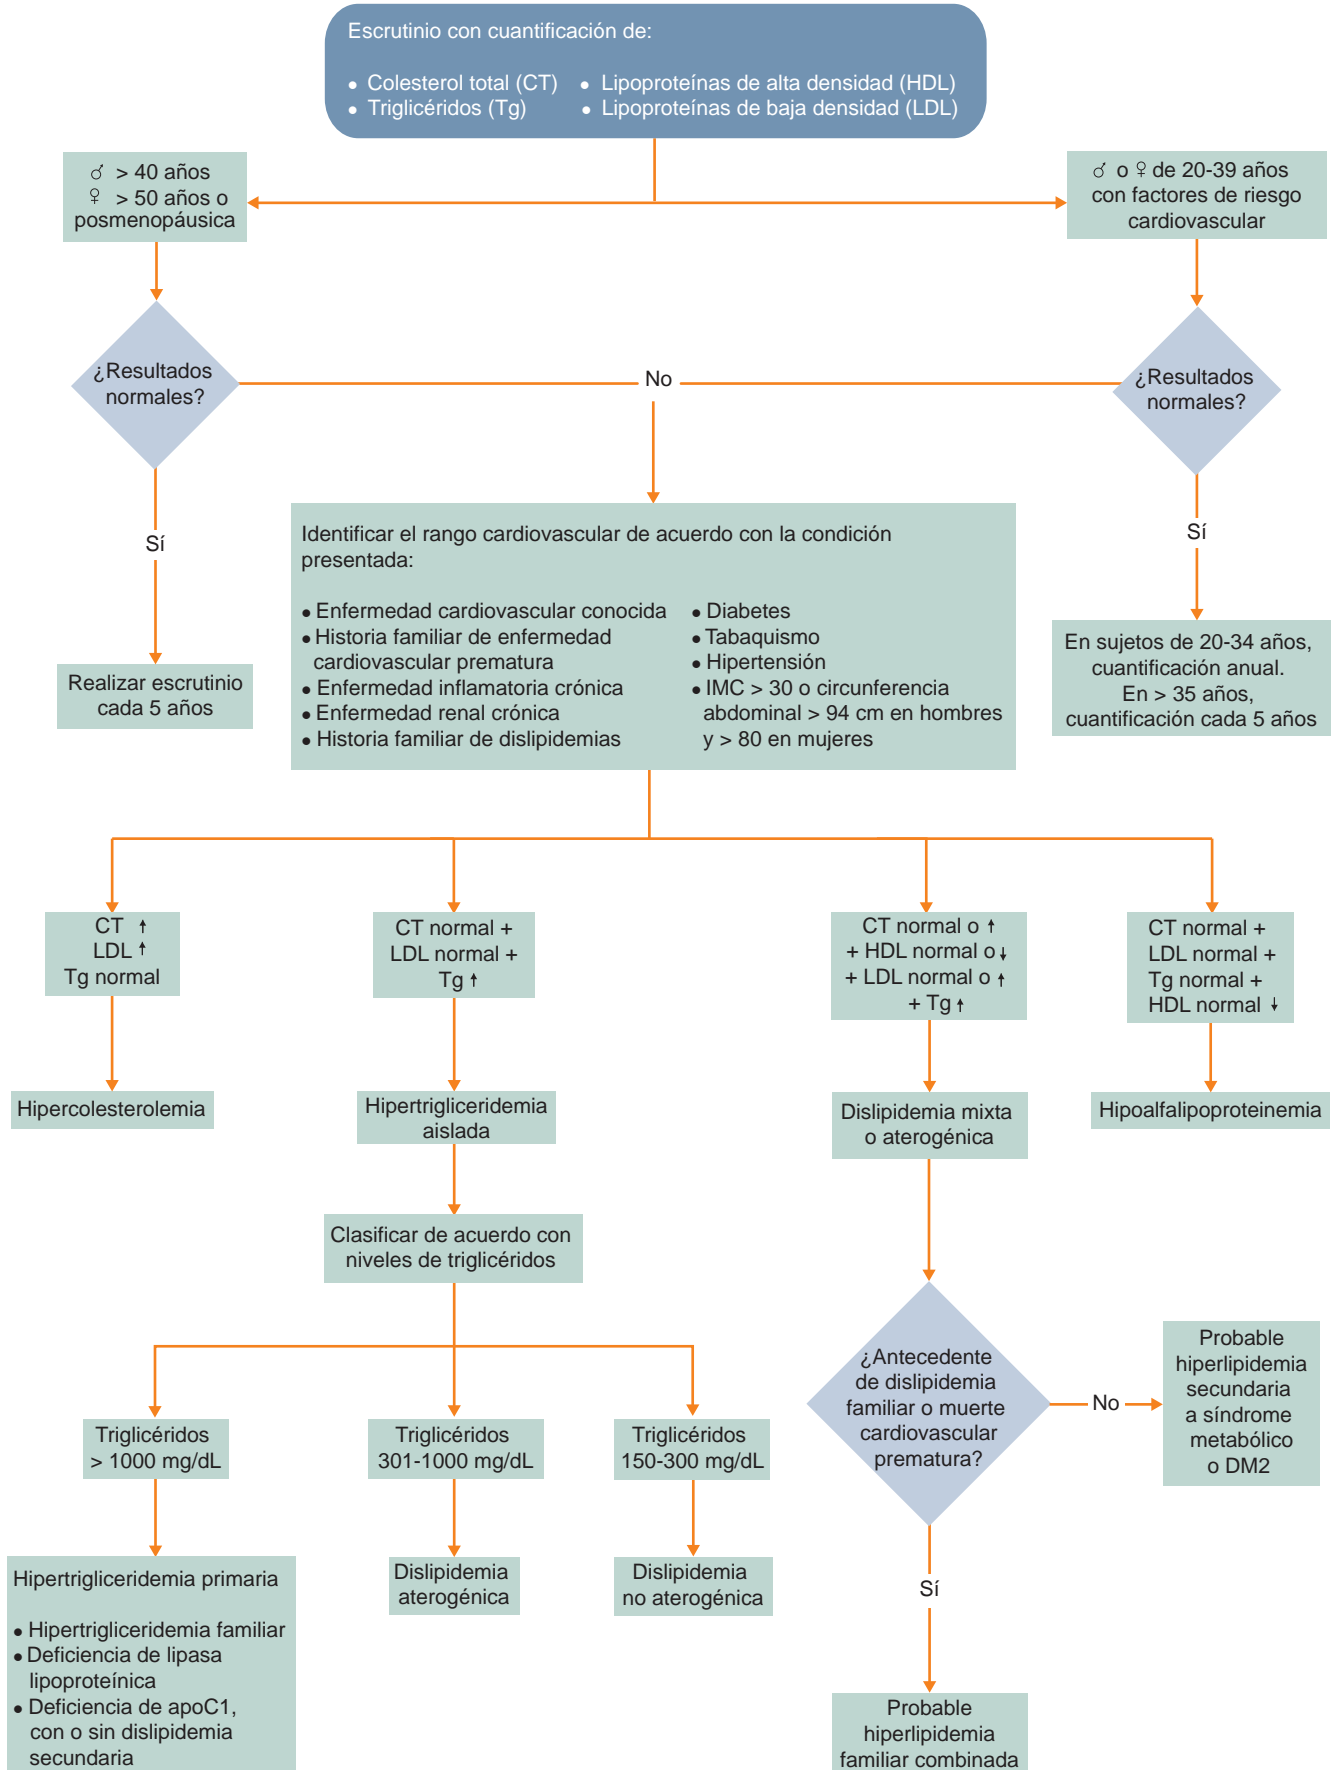 Escrutinio con cuantificación de:
• Colesterol total (CT)
• Triglicéridos (Tg)
• Lipoproteínas de alta densidad (HDL)
• Lipoproteínas de baja densidad (LDL)
♂ > 40 años
♀ > 50 años o
posmenopáusica
♂ o ♀ de 20-39 años
con factores de riesgo
cardiovascular
¿Resultados
normales?
No
¿Resultados
normales?
Sí
Sí
Realizar escrutinio
cada 5 años
Identificar el rango cardiovascular de acuerdo con la condición
presentada:
• Enfermedad cardiovascular conocida
• Historia familiar de enfermedad
cardiovascular prematura
• Enfermedad inflamatoria crónica
• Enfermedad renal crónica
• Historia familiar de dislipidemias
• Diabetes
• Tabaquismo
• Hipertensión
• IMC > 30 o circunferencia
abdominal > 94 cm en hombres
y > 80 en mujeres
En sujetos de 20-34 años,
cuantificación anual.
En > 35 años,
cuantificación cada 5 años
CT ↑
LDL ↑
Tg normal
CT normal +
LDL normal +
Tg ↑
CT normal o ↑
+ HDL normal o ↓
+ LDL normal o ↑
+ Tg ↑
CT normal +
LDL normal +
Tg normal +
HDL normal ↓
Hipercolesterolemia
Hipertrigliceridemia
aislada
Dislipidemia mixta
o aterogénica
Hipoalfalipoproteinemia
Clasificar de acuerdo con
niveles de triglicéridos
Triglicéridos
> 1000 mg/dL
Triglicéridos
301-1000 mg/dL
Triglicéridos
150-300 mg/dL
¿Antecedente
de dislipidemia
familiar o muerte
cardiovascular
prematura?
No
Probable
hiperlipidemia
secundaria
a síndrome
metabólico
o DM2
Hipertrigliceridemia primaria
• Hipertrigliceridemia familiar
• Deficiencia de lipasa
lipoproteínica
• Deficiencia de apoC1,
con o sin dislipidemia
secundaria
Dislipidemia
aterogénica
Dislipidemia
no aterogénica
Sí
Probable
hiperlipidemia
familiar combinada